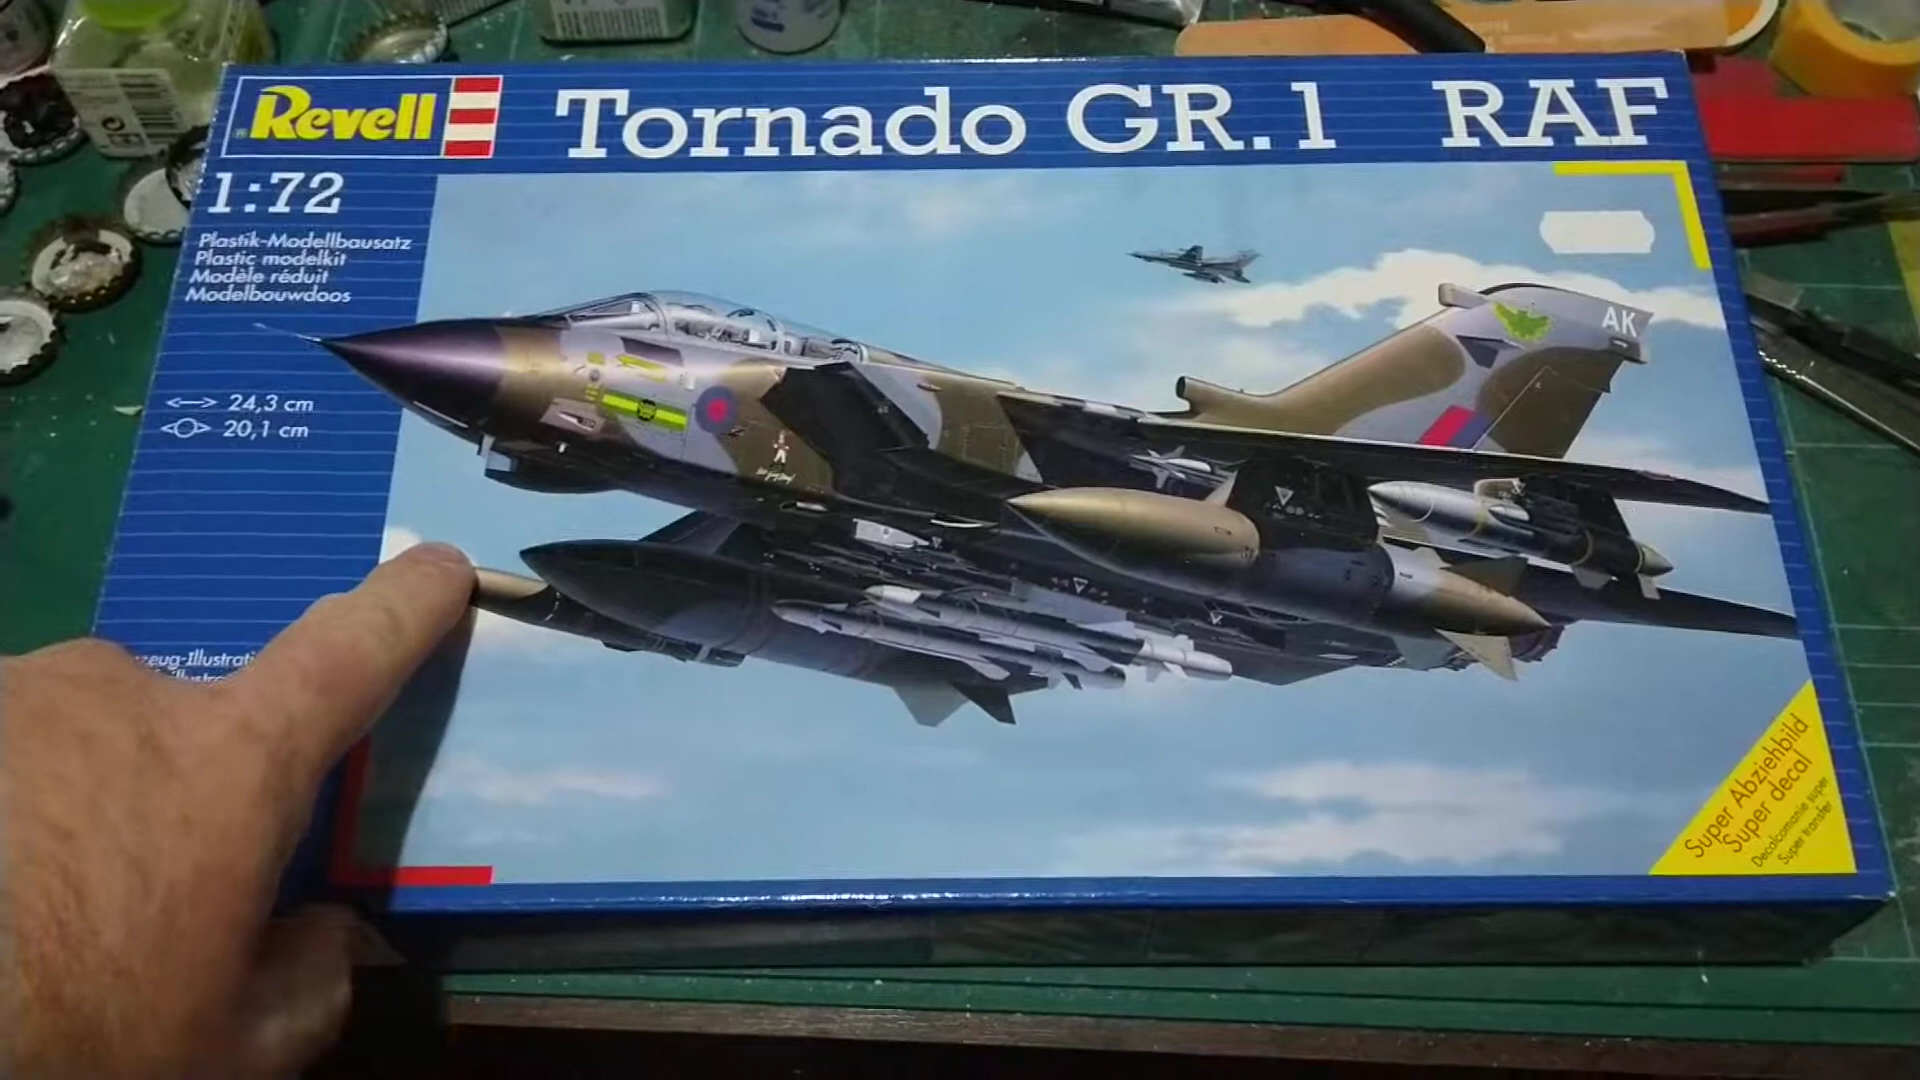 Revell
Tornado GR.1 RAF
1:72
Plastik-Modellbausatz
Plastic modelkit
Modèle réduit
Modelbouwdoos
24,3 cm
20,1 cm
AK
Super Abziehbild
Super decal
Decalcomanie super
Super transfer